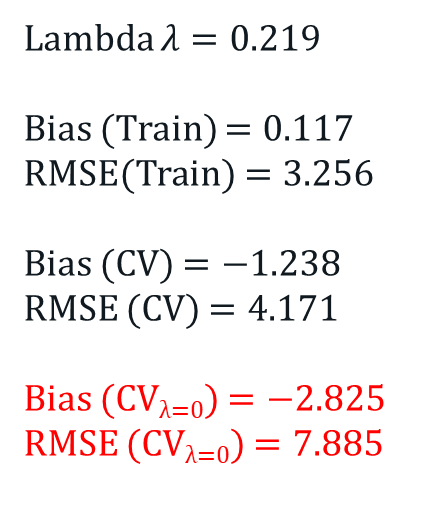 Lambda λ = 0.219
Bias (Train) = 0.117
RMSE(Train) = 3.256
Bias (CV) = −1.238
RMSE (CV) = 4.171
Bias (CVλ=0) = −2.825
RMSE (CVλ=0) = 7.885